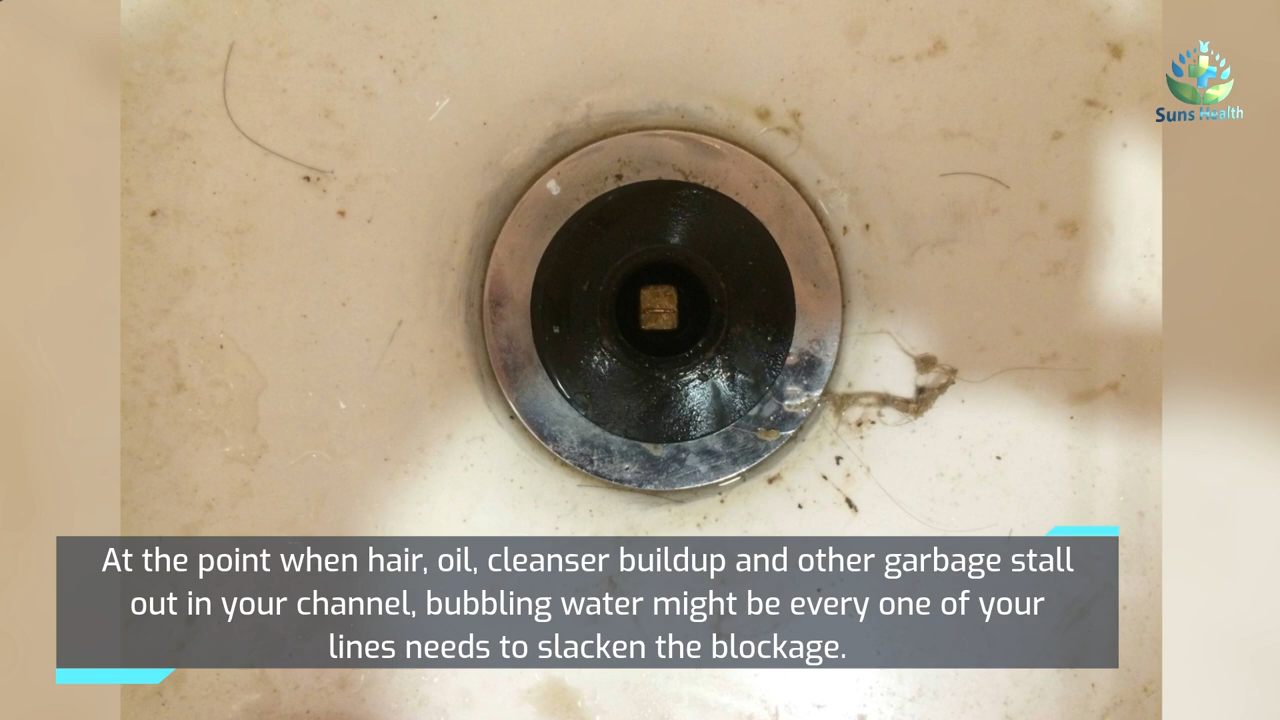 Suns Health
At the point when hair, oil, cleanser buildup and other garbage stall
out in your channel, bubbling water might be every one of your
lines needs to slacken the blockage.